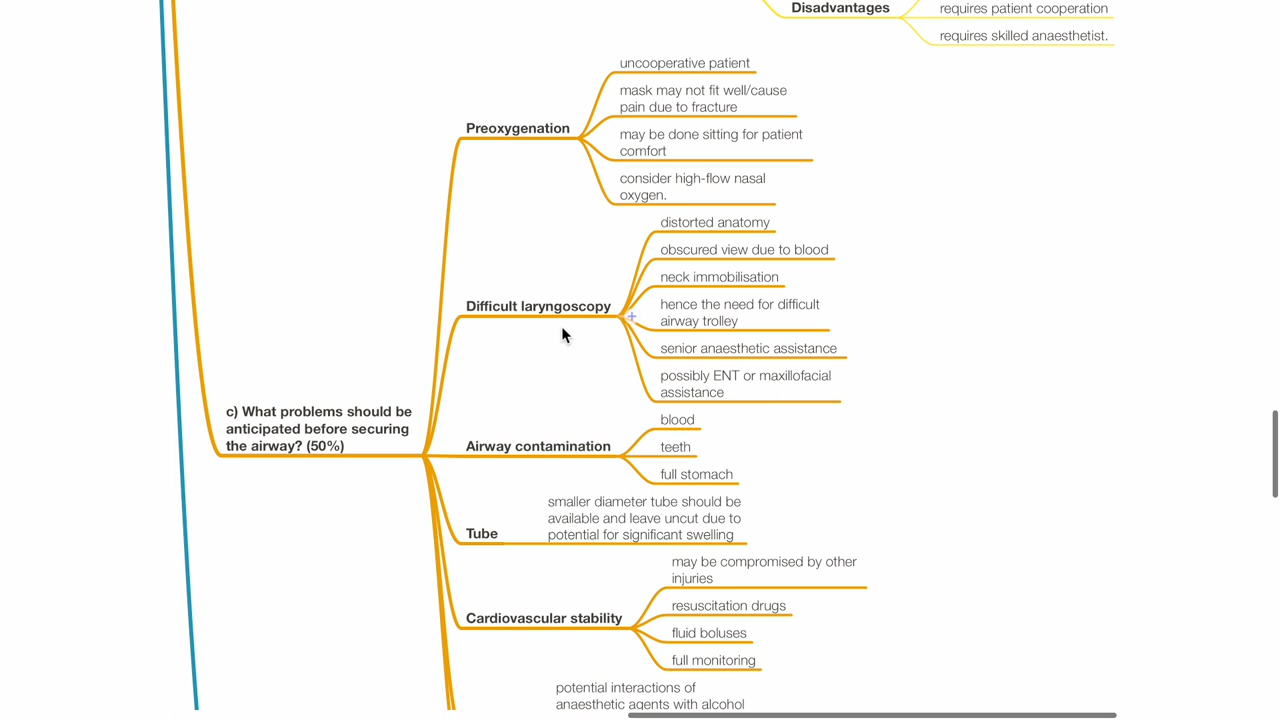 Disadvantages
requires patient cooperation
requires skilled anaesthetist.
c) What problems should be
anticipated before securing
the airway? (50%)
Preoxygenation
uncooperative patient
mask may not fit well/cause
pain due to fracture
may be done sitting for patient
comfort
consider high-flow nasal
oxygen.
Difficult laryngoscopy
distorted anatomy
obscured view due to blood
neck immobilisation
hence the need for difficult
airway trolley
senior anaesthetic assistance
possibly ENT or maxillofacial
assistance
Airway contamination
blood
teeth
full stomach
Tube
smaller diameter tube should be
available and leave uncut due to
potential for significant swelling
Cardiovascular stability
may be compromised by other
injuries
resuscitation drugs
fluid boluses
full monitoring
potential interactions of
anaesthetic agents with alcohol